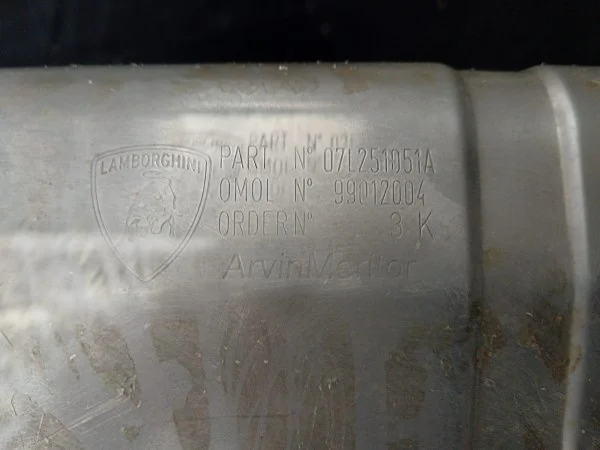 LAMBORGHINI
PART Nº 07L251051A
OMOL Nº 99012004
ORDER Nº 3 K
ArvinMeritor